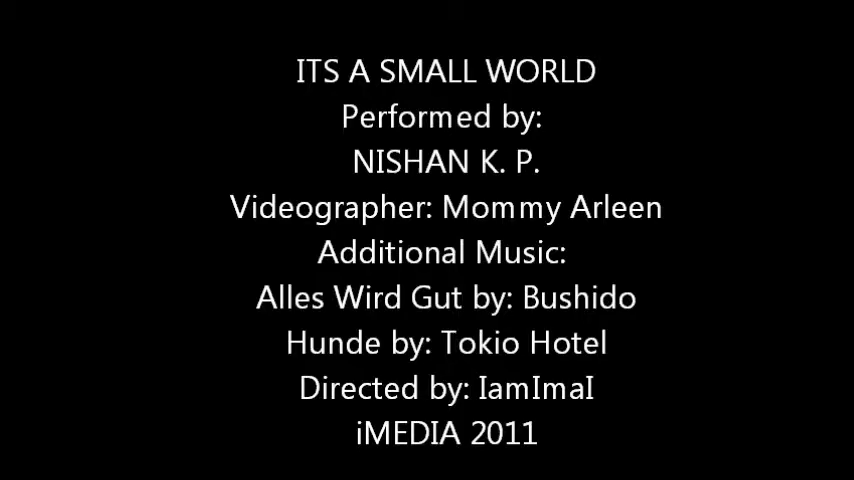 ITS A SMALL WORLD
Performed by:
NISHAN K. P.
Videographer: Mommy Arleen
Additional Music:
Alles Wird Gut by: Bushido
Hunde by: Tokio Hotel
Directed by: IamImaI
iMEDIA 2011